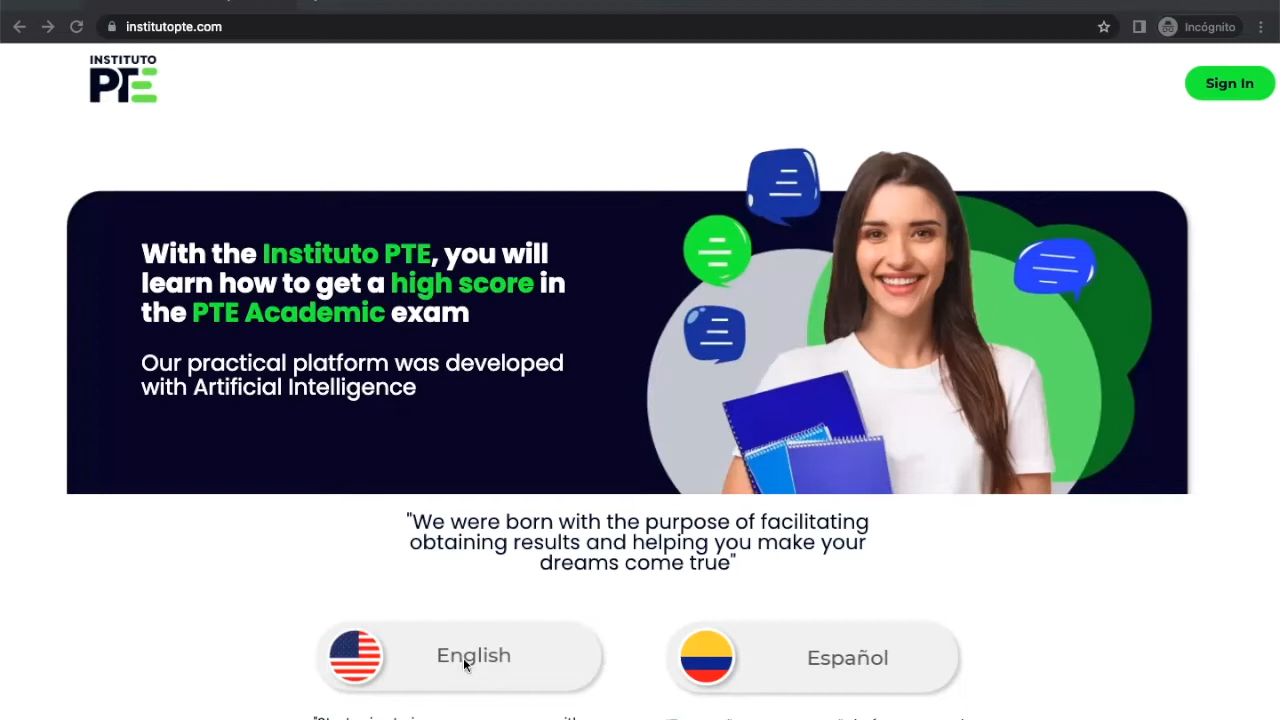 institutopte.com
Incógnito
INSTITUTO
PTE
Sign In
With the Instituto PTE, you will
learn how to get a high score in
the PTE Academic exam
Our practical platform was developed
with Artificial Intelligence
"We were born with the purpose of facilitating
obtaining results and helping you make your
dreams come true"
English
Español